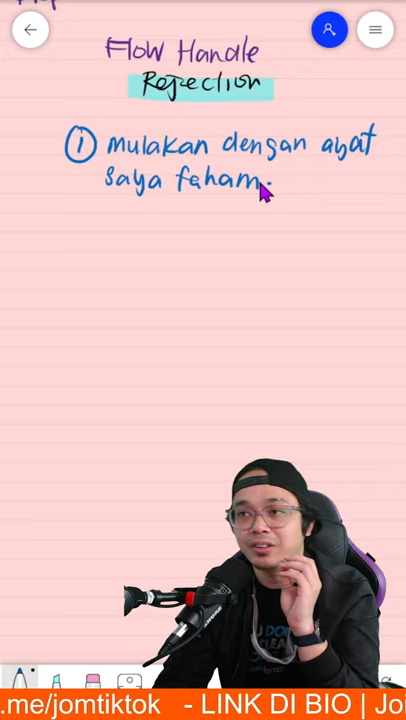 Flow Handle
Rejection
① Mulakan dengan ayat
saya faham.
.me/jomtiktok - LINK DI BIO | Jo